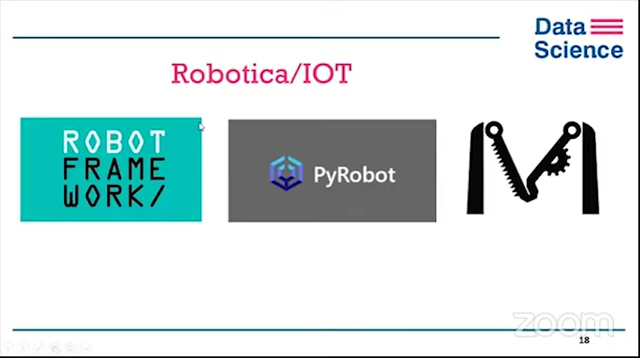 Data
Science
Robotica/IOT
ROBOT
FRAME
WORK/
PyRobot
M
zoom
18